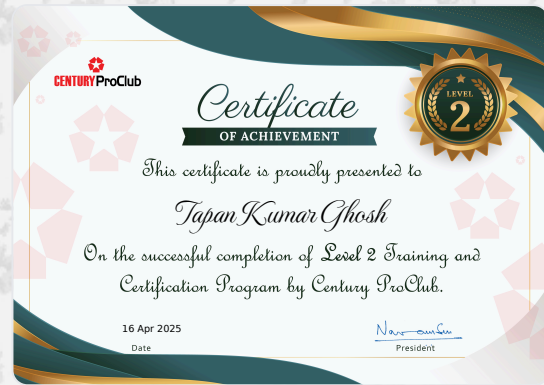 CENTURY ProClub
LEVEL
2
Certificate
OF ACHIEVEMENT
This certificate is proudly presented to
Tapan Kumar Ghosh
On the successful completion of Level 2 Training and
Certification Program by Century ProClub.
16 Apr 2025
Date
President